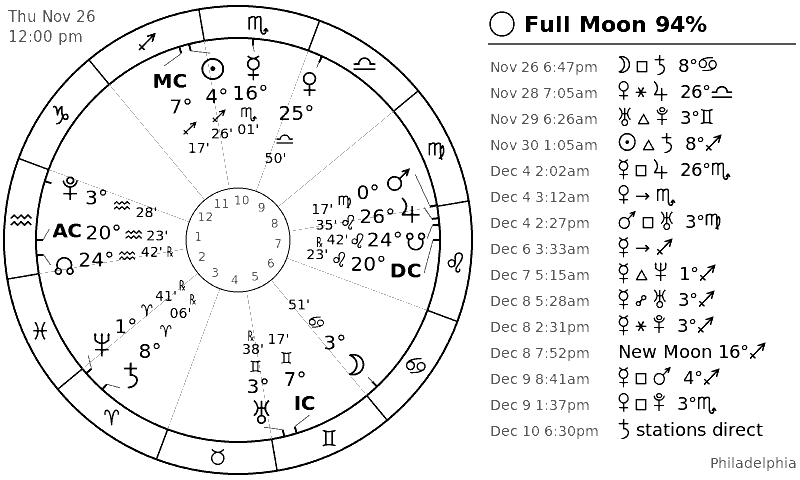 Thu Nov 26
12:00 pm
MC
7° ♐ 17'
☉ 4° ♐ 26'
☿ 16° ♏ 01'
♀ 25° ♎ 50'
♇ 3° ♒ 28'
AC 20° ♒ 23'
☊ 24° ♒ 42' ℞
♂ 0° ♍ 17'
♃ 26° ♌ 35'
☋ 24° ♌ 42' ℞
DC 20° ♌ 23'
♆ 1° ♈ 41' ℞
♄ 8° ♈ 06' ℞
♅ 3° ♊ 38' ℞
IC 7° ♊ 17'
☽ 3° ♋ 51'
♏
♎
♍
♌
♋
♊
♉
♈
♓
♒
♑
♐
1
2
3
4
5
6
7
8
9
10
11
12
Full Moon 94%
Nov 26 6:47pm ☽ □ ♄ 8°♋
Nov 28 7:05am ♀ ⚹ ♃ 26°♎
Nov 29 6:26am ♅ △ ♇ 3°♊
Nov 30 1:05am ☉ △ ♄ 8°♐
Dec 4 2:02am ☿ □ ♃ 26°♏
Dec 4 3:12am ♀ → ♏
Dec 4 2:27pm ♂ □ ♅ 3°♍
Dec 6 3:33am ☿ → ♐
Dec 7 5:15am ☿ △ ♆ 1°♐
Dec 8 5:28am ☿ ☍ ♅ 3°♐
Dec 8 2:31pm ☿ ⚹ ♇ 3°♐
Dec 8 7:52pm New Moon 16°♐
Dec 9 8:41am ☿ □ ♂ 4°♐
Dec 9 1:37pm ♀ □ ♇ 3°♏
Dec 10 6:30pm ♄ stations direct
Philadelphia